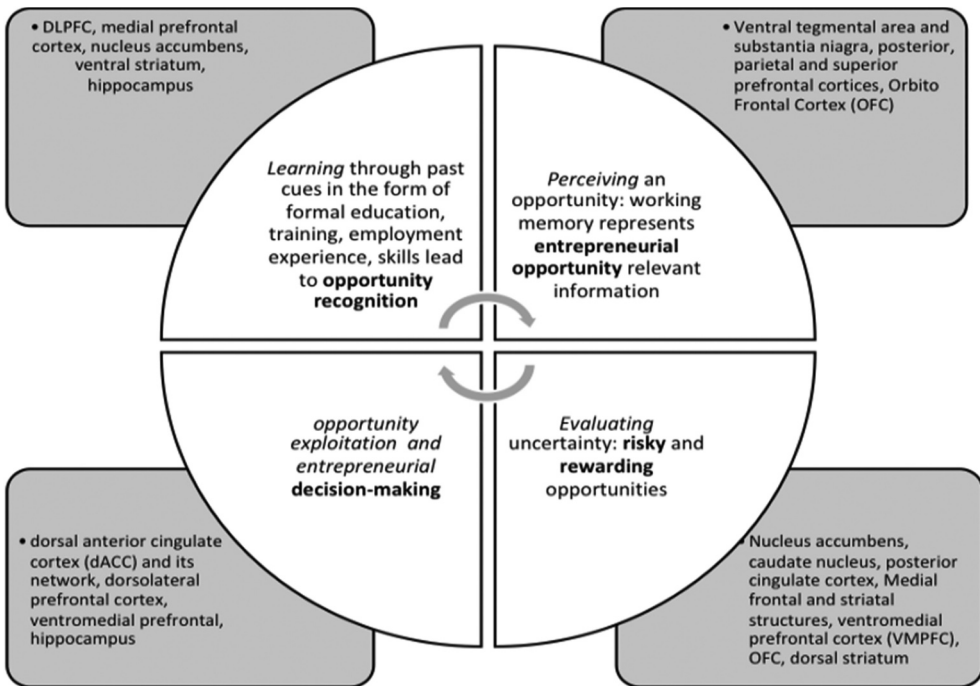 • DLPFC, medial prefrontal
cortex, nucleus accumbens,
ventral striatum,
hippocampus
• Ventral tegmental area and
substantia niagra, posterior,
parietal and superior
prefrontal cortices, Orbito
Frontal Cortex (OFC)
Learning through past
cues in the form of
formal education,
training, employment
experience, skills lead
to opportunity
recognition
Perceiving an
opportunity: working
memory represents
entrepreneurial
opportunity relevant
information
opportunity
exploitation and
entrepreneurial
decision-making
Evaluating
uncertainty: risky and
rewarding
opportunities
• dorsal anterior cingulate
cortex (dACC) and its
network, dorsolateral
prefrontal cortex,
ventromedial prefrontal,
hippocampus
• Nucleus accumbens,
caudate nucleus, posterior
cingulate cortex, Medial
frontal and striatal
structures, ventromedial
prefrontal cortex (VMPFC),
OFC, dorsal striatum